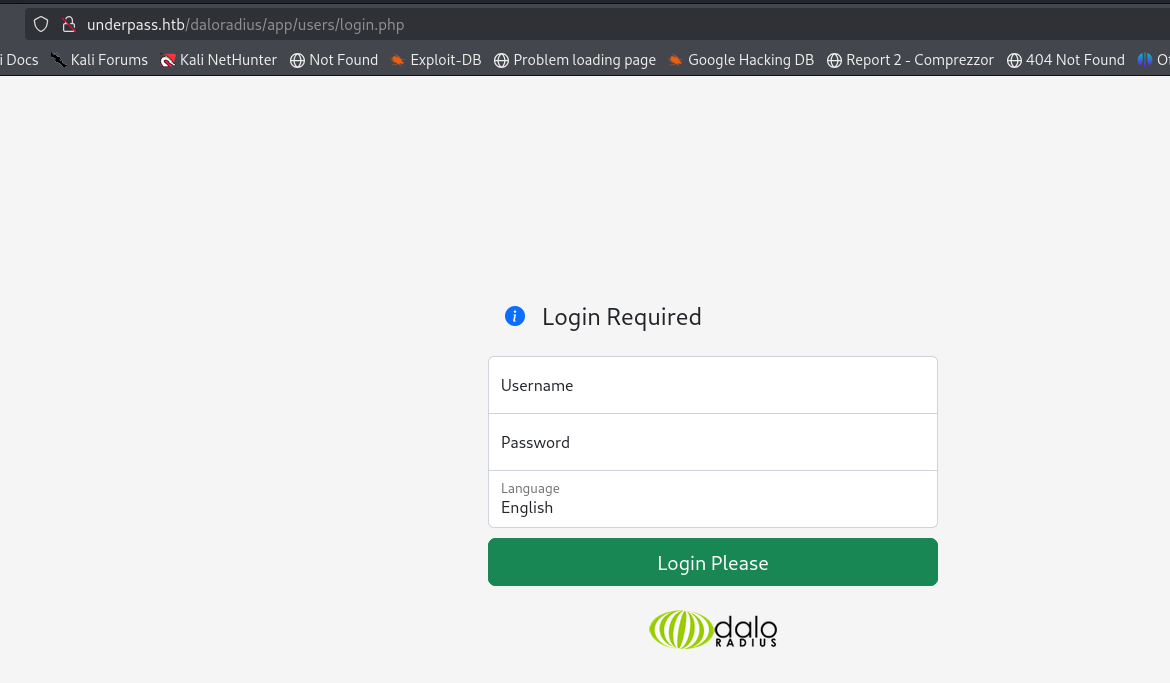 underpass.htb/daloradius/app/users/login.php
i Docs Kali Forums Kali NetHunter Not Found Exploit-DB Problem loading page Google Hacking DB Report 2 - Comprezzor 404 Not Found
Login Required
Username
Password
Language
English
Login Please
dalo
RADIUS